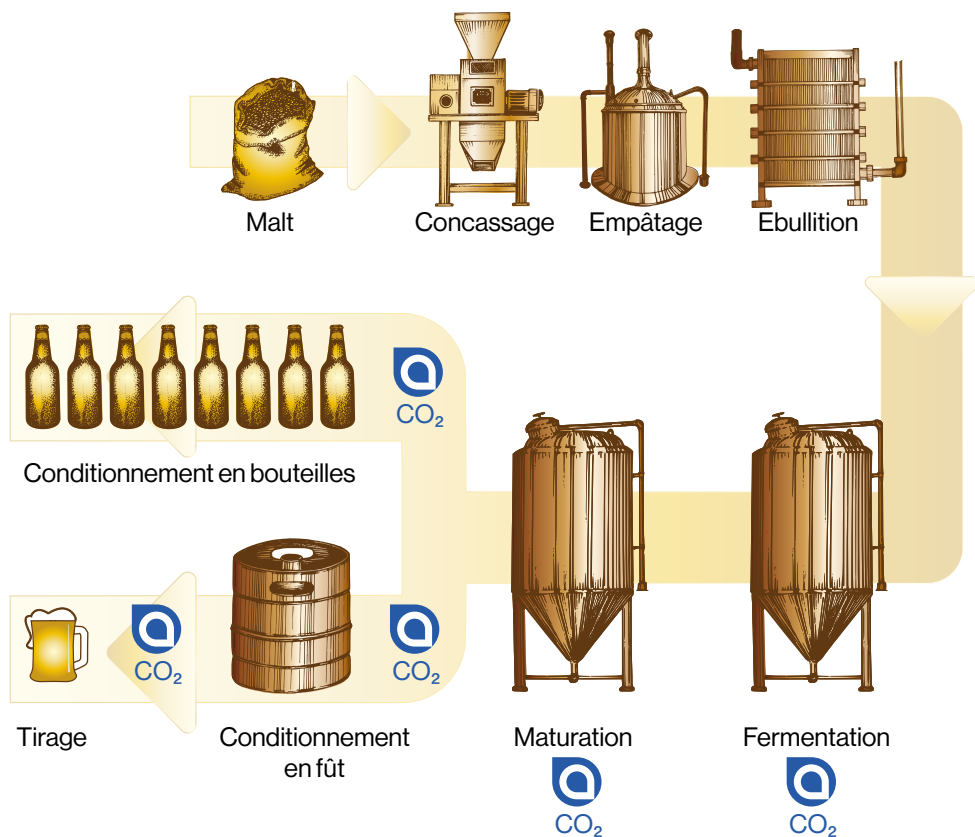 Malt
Concassage
Empâtage
Ebullition
CO₂
Conditionnement en bouteilles
CO₂
CO₂
Tirage
Conditionnement
en fût
Maturation
Fermentation
CO₂
CO₂